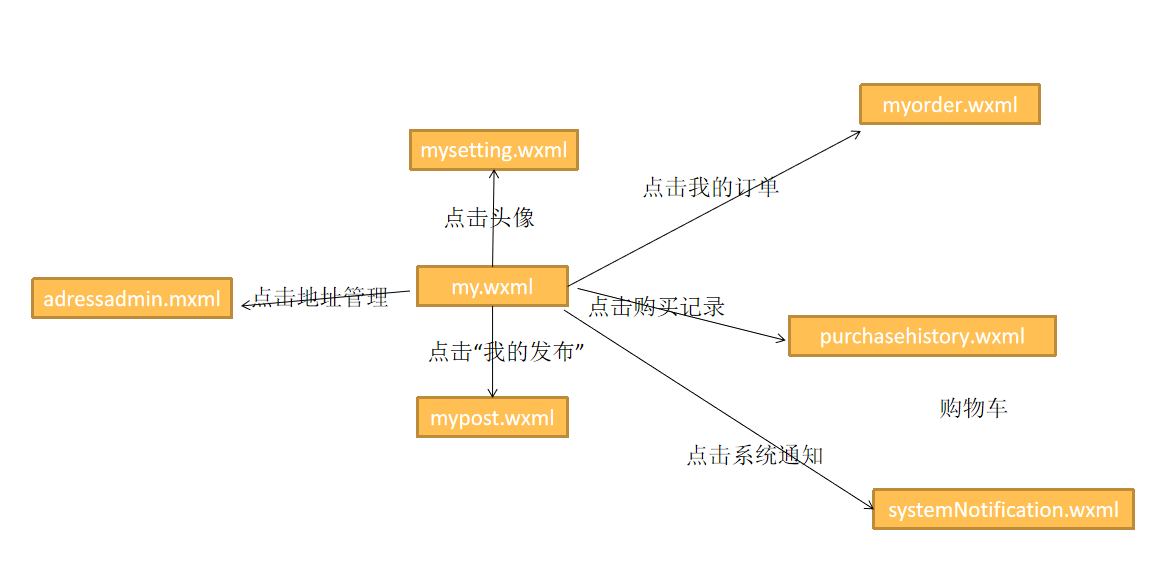 myorder.wxml
mysetting.wxml
点击我的订单
点击头像
my.wxml
adressadmin.mxml
点击地址管理
点击购买记录
purchasehistory.wxml
点击“我的发布”
mypost.wxml
购物车
点击系统通知
systemNotification.wxml